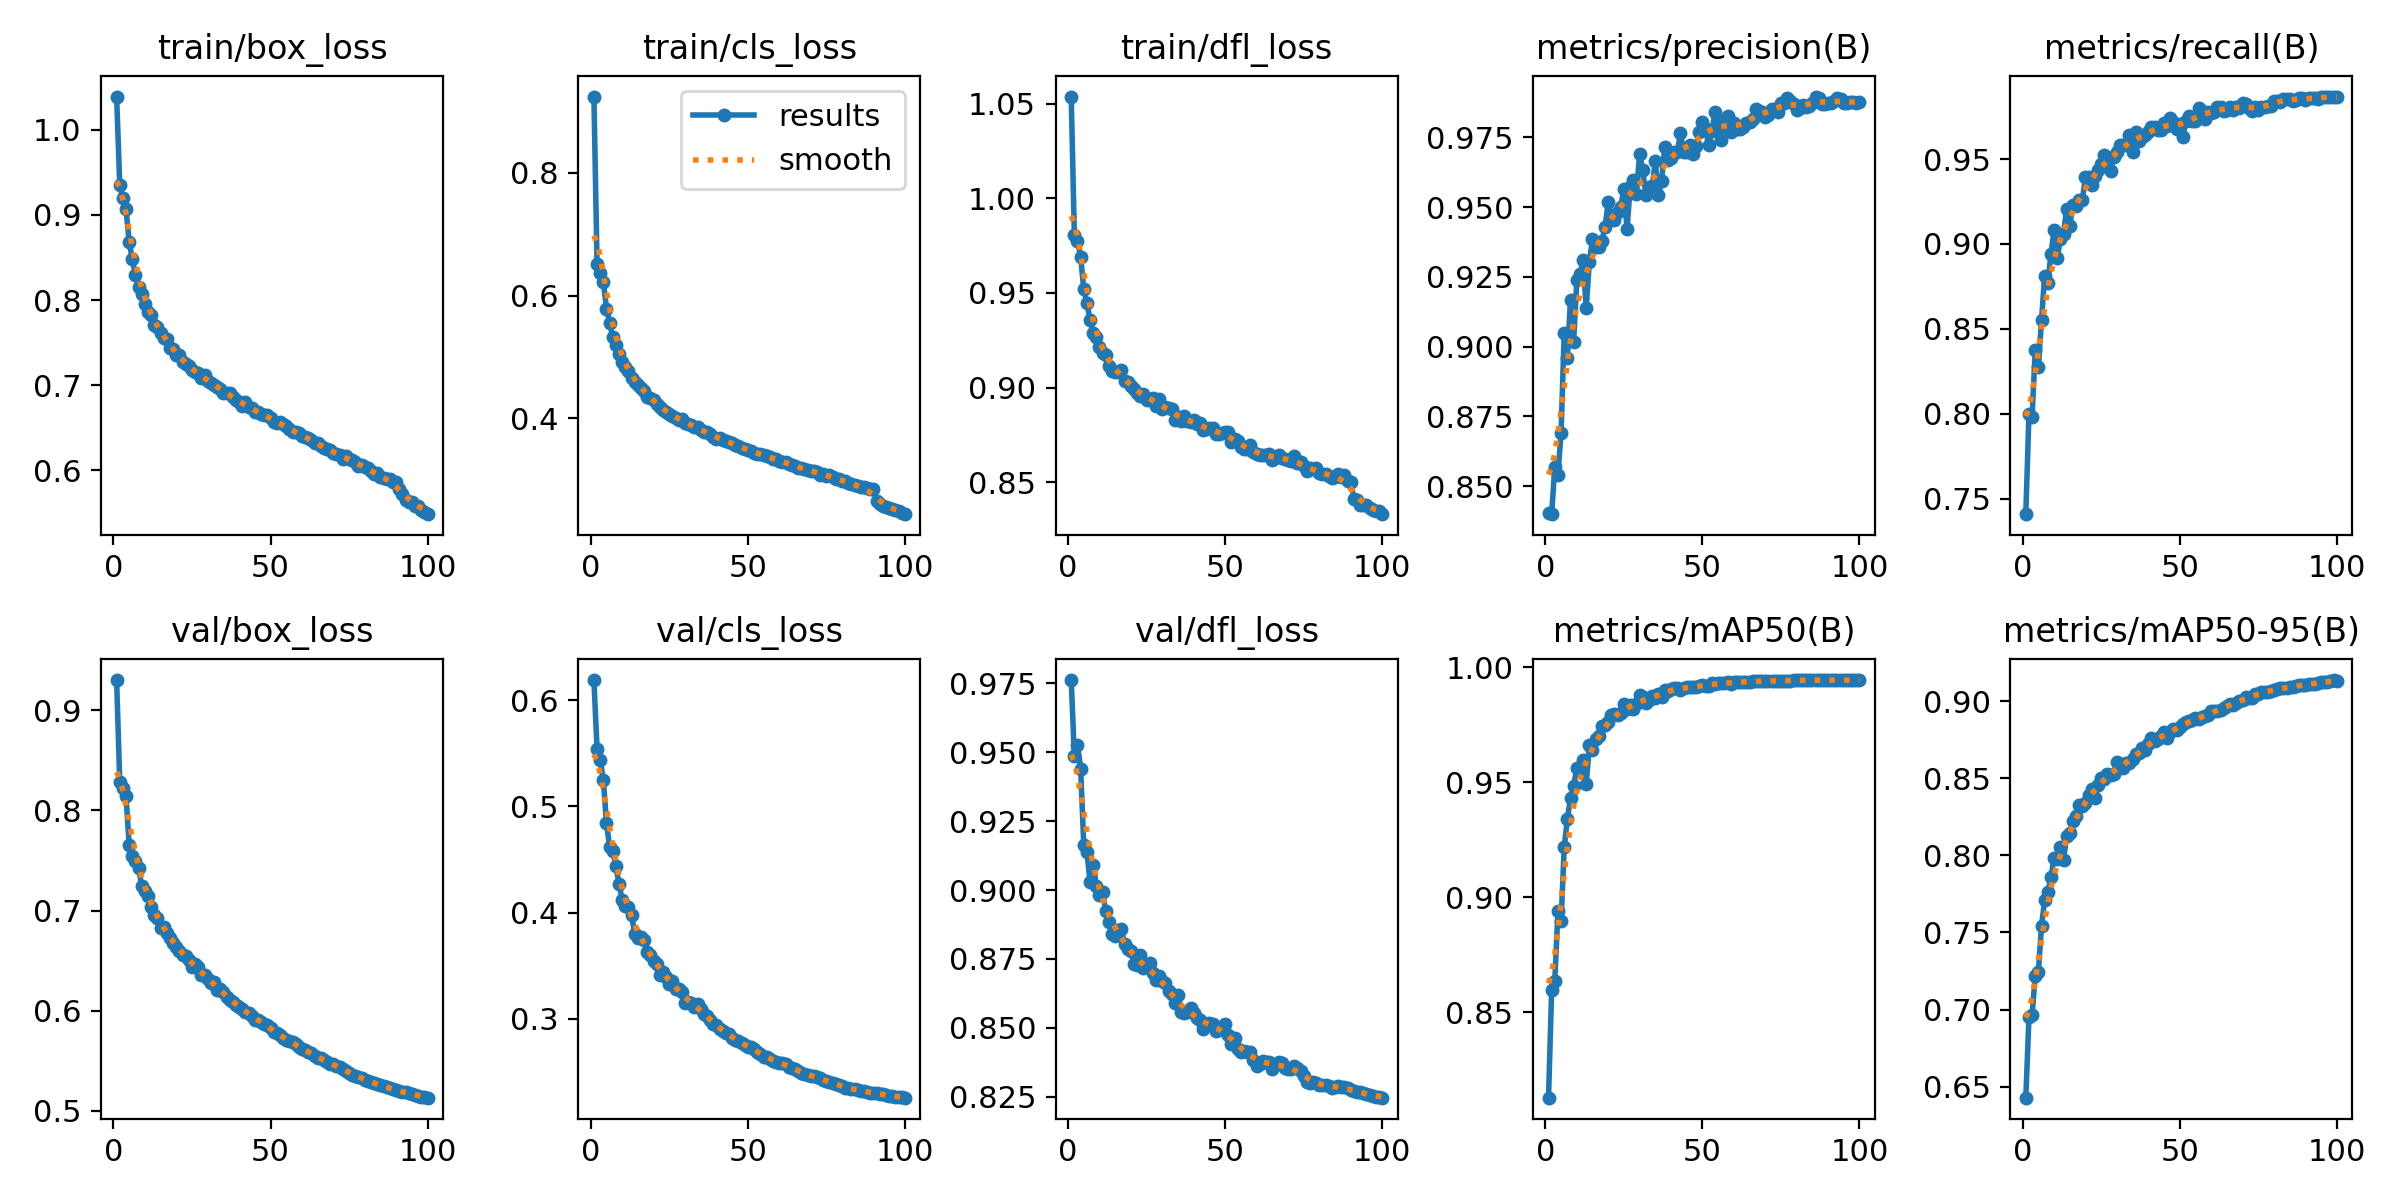 train/box_loss
train/cls_loss
train/dfl_loss
metrics/precision(B)
metrics/recall(B)
1.0
0.9
0.8
0.7
0.6
0 50 100
results
smooth
0.8
0.6
0.4
0 50 100
1.05
1.00
0.95
0.90
0.85
0 50 100
0.975
0.950
0.925
0.900
0.875
0.850
0 50 100
0.95
0.90
0.85
0.80
0.75
0 50 100
val/box_loss
val/cls_loss
val/dfl_loss
metrics/mAP50(B)
metrics/mAP50-95(B)
0.9
0.8
0.7
0.6
0.5
0 50 100
0.6
0.5
0.4
0.3
0 50 100
0.975
0.950
0.925
0.900
0.875
0.850
0.825
0 50 100
1.00
0.95
0.90
0.85
0 50 100
0.90
0.85
0.80
0.75
0.70
0.65
0 50 100